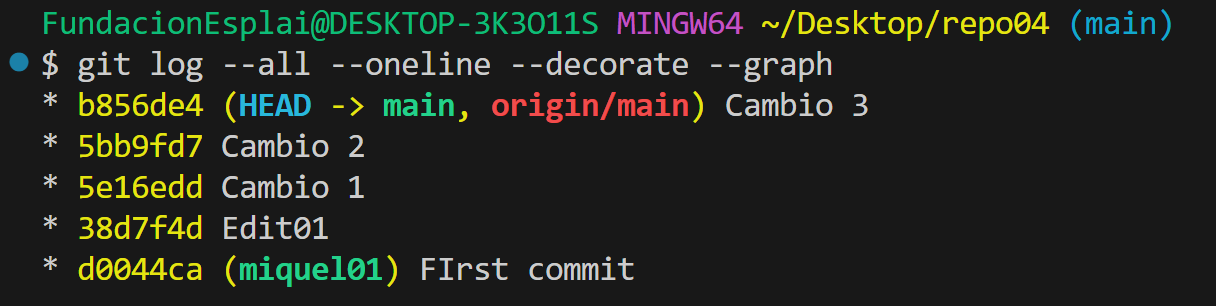 FundacionEsplai@DESKTOP-3K3O11S MINGW64 ~/Desktop/repo04 (main)
$ git log --all --oneline --decorate --graph
* b856de4 (HEAD -> main, origin/main) Cambio 3
* 5bb9fd7 Cambio 2
* 5e16edd Cambio 1
* 38d7f4d Edit01
* d0044ca (miquel01) FIrst commit